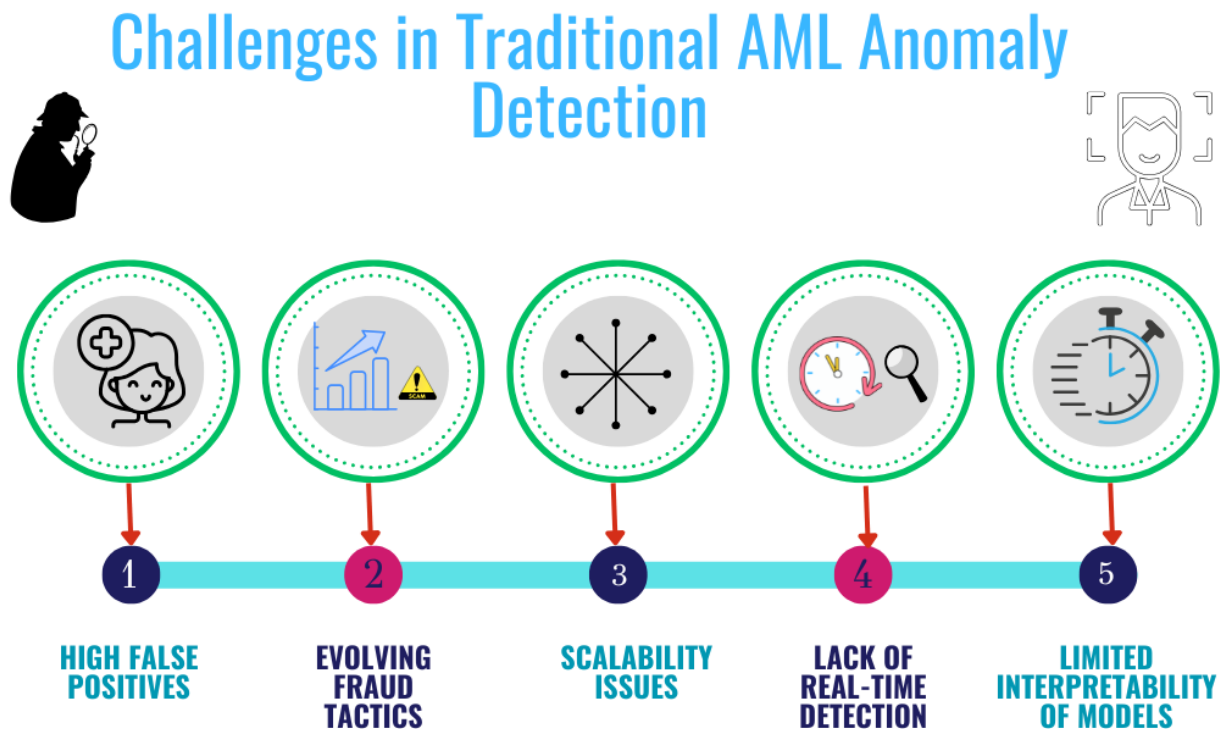 Challenges in Traditional AML Anomaly
Detection
SCAM
1
2
3
4
5
HIGH FALSE
POSITIVES
EVOLVING
FRAUD
TACTICS
SCALABILITY
ISSUES
LACK OF
REAL-TIME
DETECTION
LIMITED
INTERPRETABILITY
OF MODELS